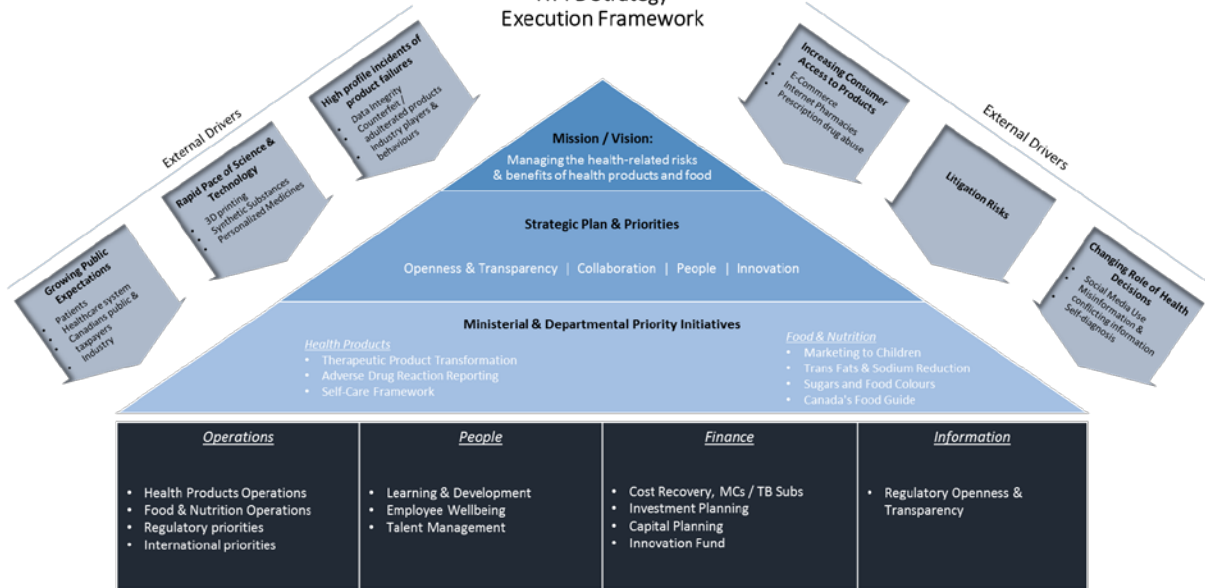 Strategy
Execution Framework
External Drivers
High profile incidents of
product failures
Data Integrity
Counterfeit /
adulterated products
Industry players &
behaviours
Rapid Pace of Science &
Technology
3D printing
Synthetic Substances
Personalized Medicines
Growing Public
Expectations
Patients
Healthcare system
Canadians public &
taxpayers
Industry
External Drivers
Increasing Consumer
Access to Products
E-Commerce
Internet Pharmacies
Prescription drug abuse
Litigation Risks
Changing Role of Health
Decisions
Social Media Use
Misinformation &
conflicting information
Self-diagnosis
Mission / Vision:
Managing the health-related risks
& benefits of health products and food
Strategic Plan & Priorities
Openness & Transparency | Collaboration | People | Innovation
Ministerial & Departmental Priority Initiatives
Health Products
• Therapeutic Product Transformation
• Adverse Drug Reaction Reporting
• Self-Care Framework
Food & Nutrition
• Marketing to Children
• Trans Fats & Sodium Reduction
• Sugars and Food Colours
• Canada's Food Guide
Operations
• Health Products Operations
• Food & Nutrition Operations
• Regulatory priorities
• International priorities
People
• Learning & Development
• Employee Wellbeing
• Talent Management
Finance
• Cost Recovery, MCs / TB Subs
• Investment Planning
• Capital Planning
• Innovation Fund
Information
• Regulatory Openness &
Transparency